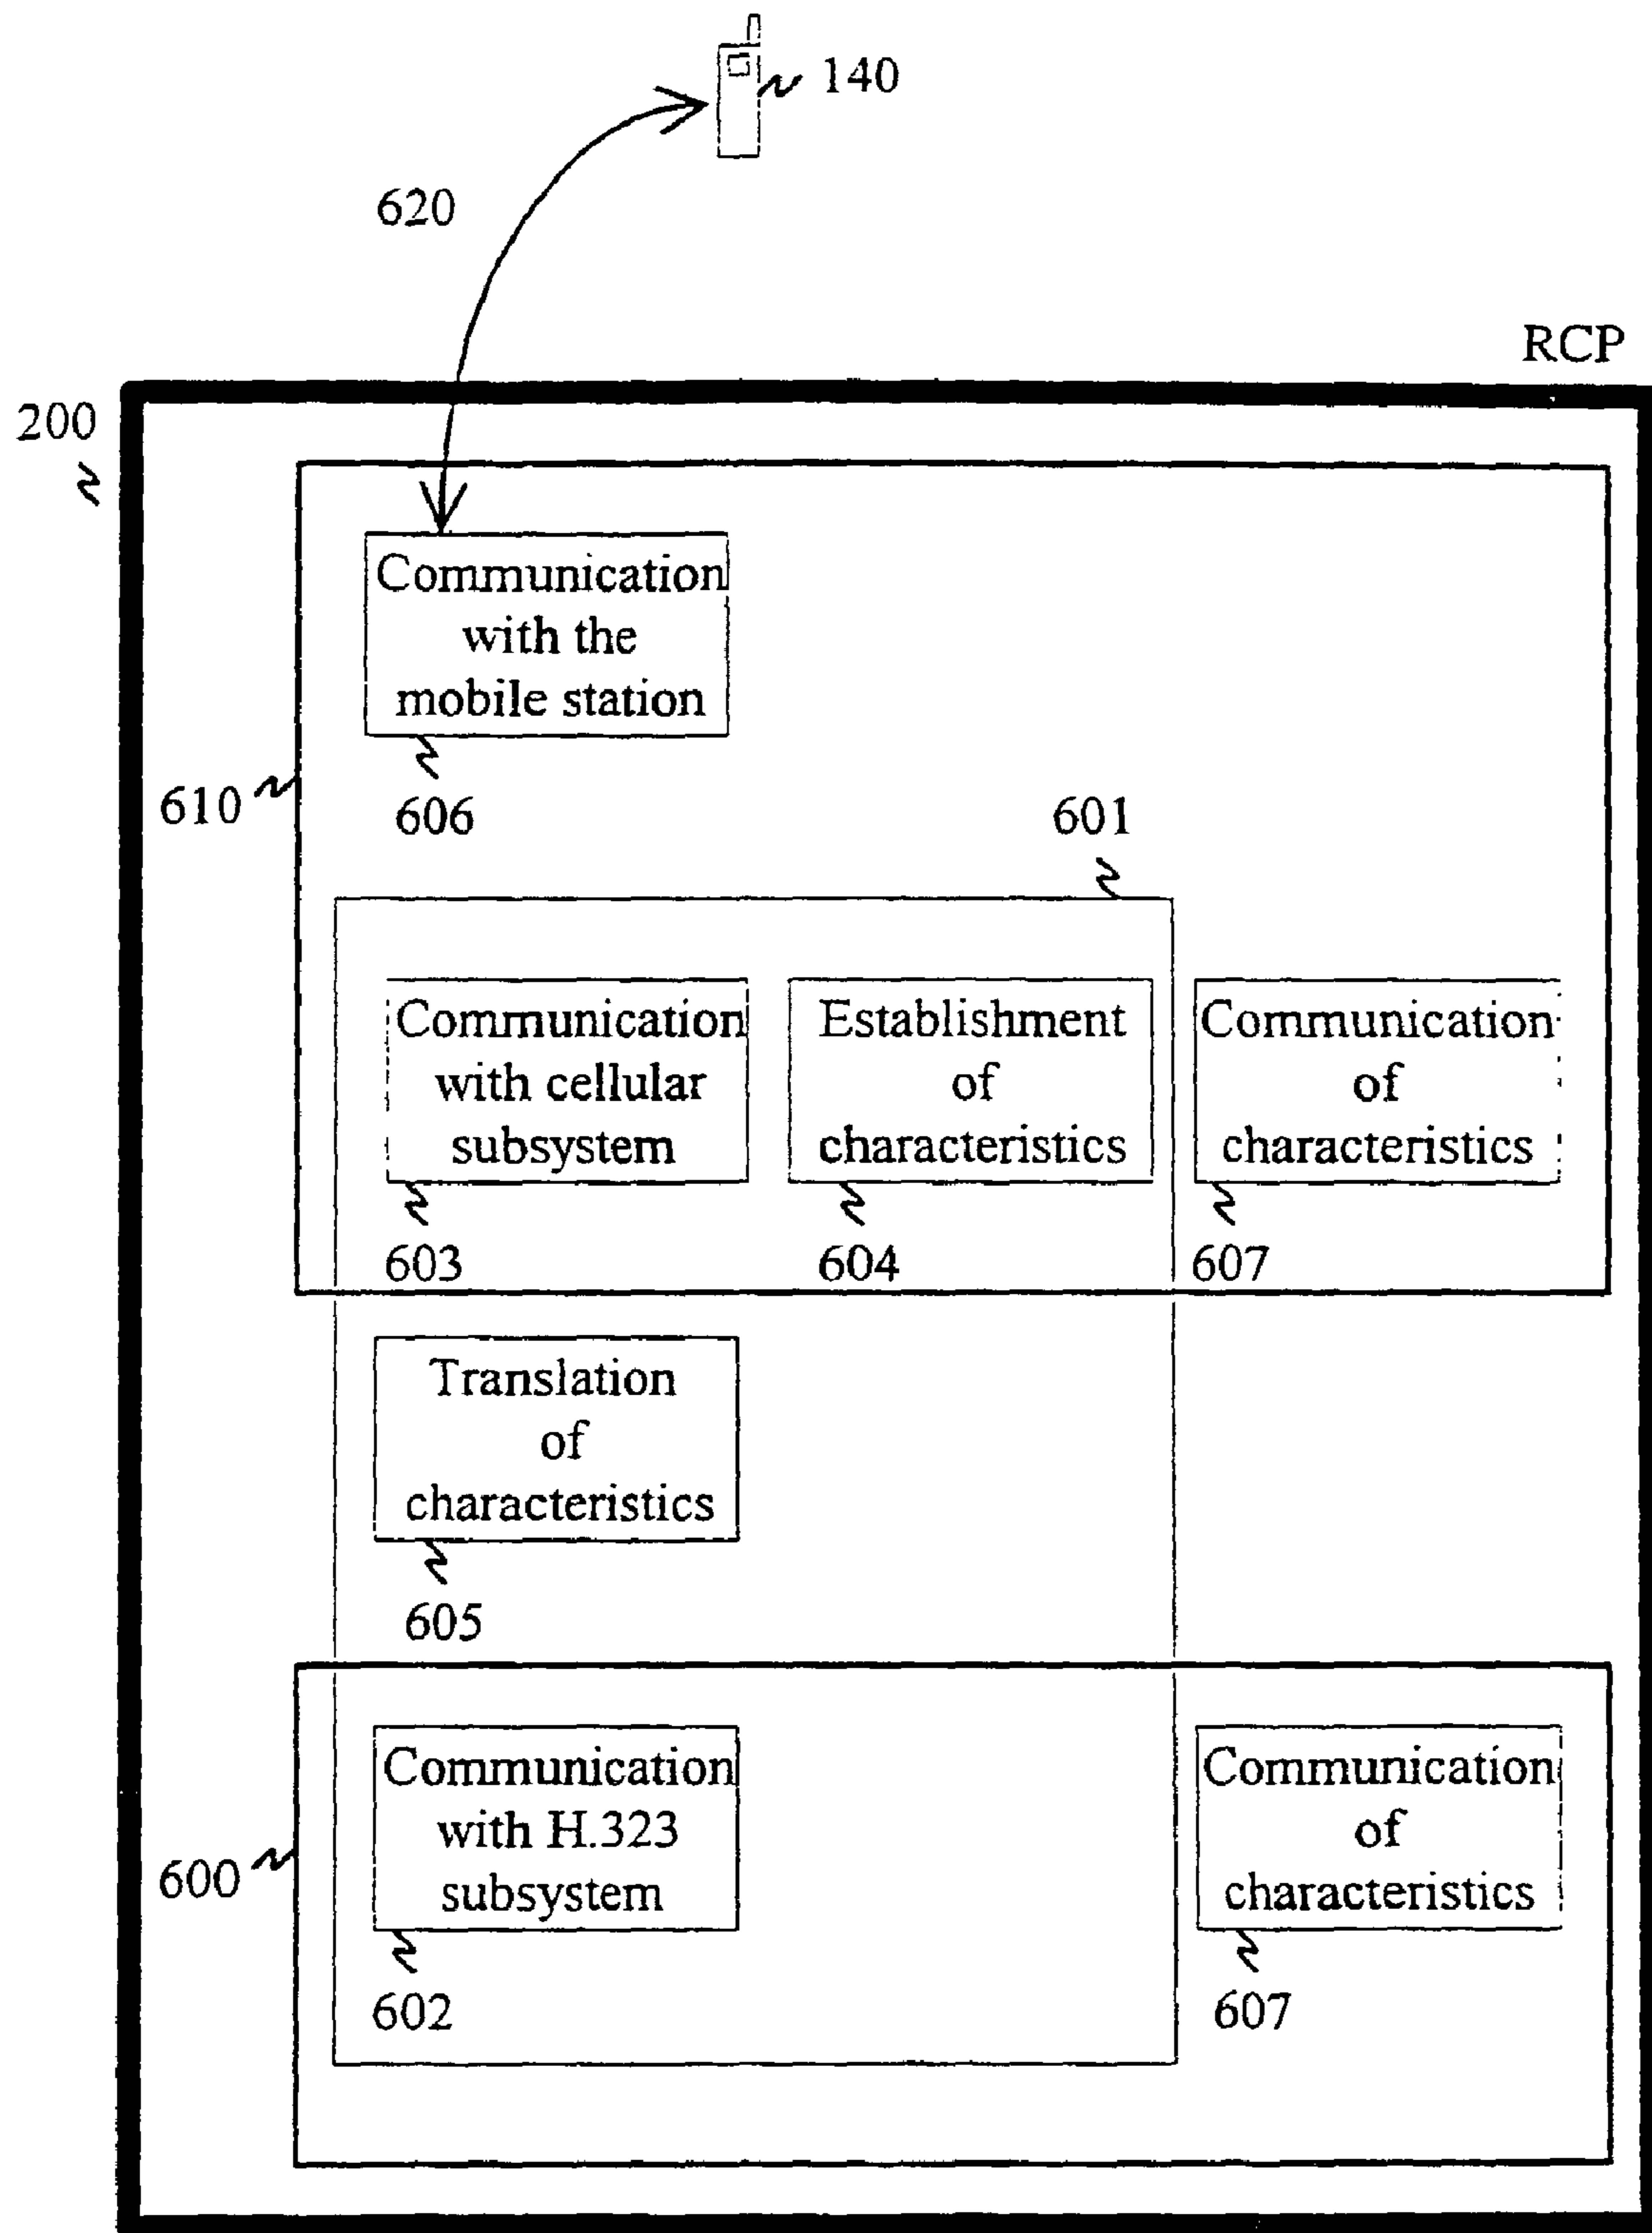 140
620
RCP
200
Communication
with the
mobile station
610
606
601
Communication
with cellular
subsystem
Establishment
of
characteristics
Communication
of
characteristics
603
604
607
Translation
of
characteristics
605
Communication
with H.323
subsystem
Communication
of
characteristics
600
602
607